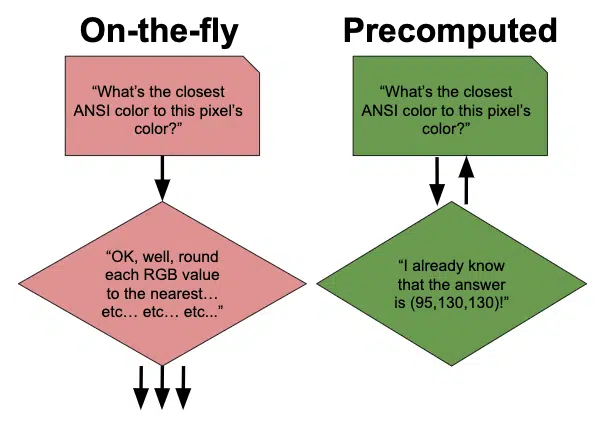 On-the-fly
“What’s the closest
ANSI color to this pixel’s
color?”
“OK, well, round
each RGB value
to the nearest…
etc… etc… etc...”
Precomputed
“What’s the closest
ANSI color to this pixel’s
color?”
“I already know
that the answer
is (95,130,130)!”